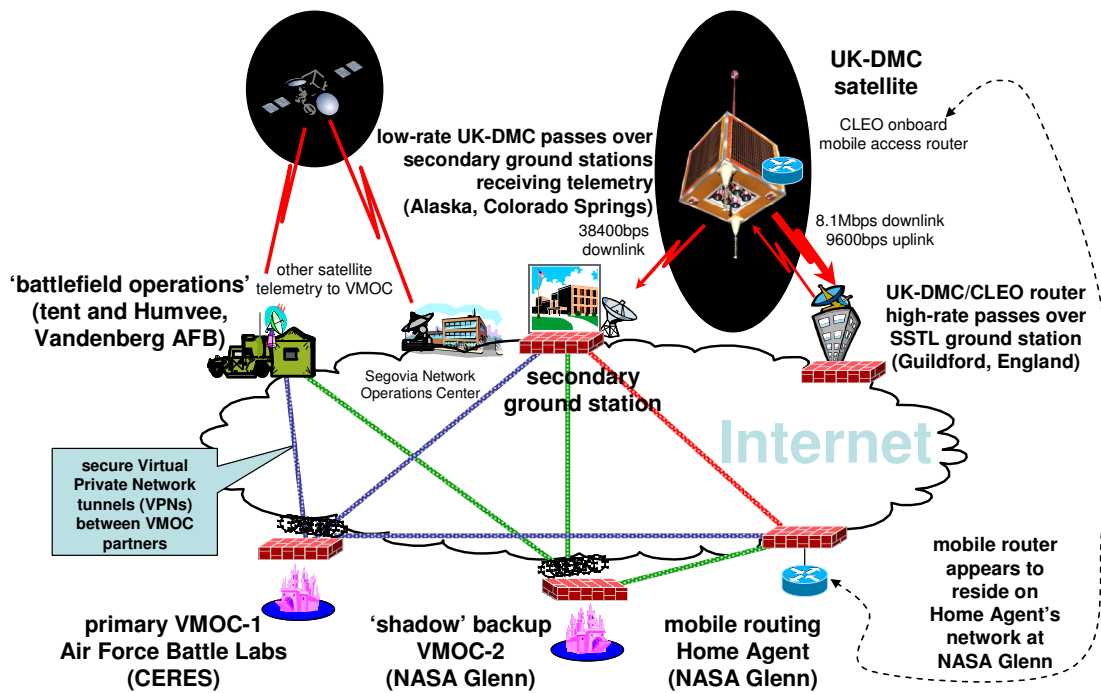 UK-DMC
satellite
CLEO onboard
mobile access router
low-rate UK-DMC passes over
secondary ground stations
receiving telemetry
(Alaska, Colorado Springs)
38400bps
downlink
8.1Mbps downlink
9600bps uplink
other satellite
telemetry to VMOC
‘battlefield operations’
(tent and Humvee,
Vandenberg AFB)
UK-DMC/CLEO router
high-rate passes over
SSTL ground station
(Guildford, England)
Segovia Network
Operations Center
secondary
ground station
Internet
secure Virtual
Private Network
tunnels (VPNs)
between VMOC
partners
primary VMOC-1
Air Force Battle Labs
(CERES)
‘shadow’ backup
VMOC-2
(NASA Glenn)
mobile routing
Home Agent
(NASA Glenn)
mobile router
appears to
reside on
Home Agent’s
network at
NASA Glenn